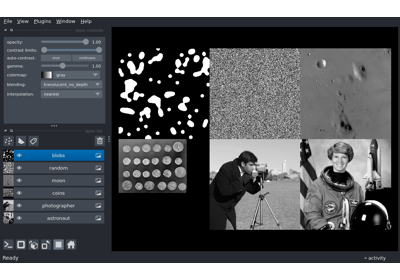 File View Plugins Window Help
opacity: 1.00
contrast limits:
auto-contrast: once continuous
gamma: 1.00
colormap: gray
blending: translucent_no_depth
interpolation: nearest
blobs
random
moon
coins
photographer
astronaut
Ready
activity